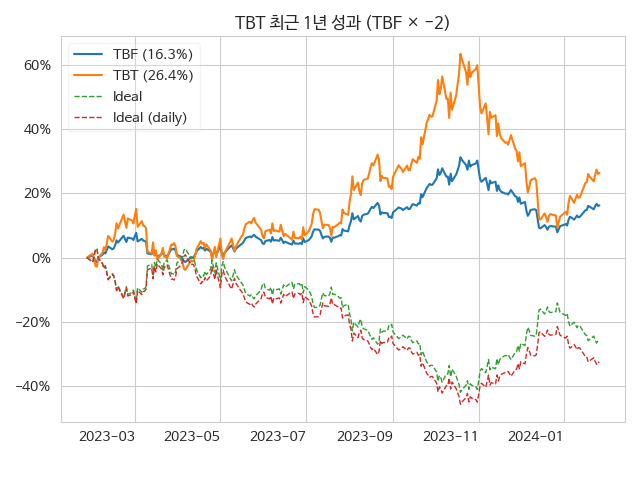 TBT 최근 1년 성과 (TBF × −2)
TBF (16.3%)
TBT (26.4%)
Ideal
Ideal (daily)
60%
40%
20%
0%
−20%
−40%
2023−03
2023−05
2023−07
2023−09
2023−11
2024−01